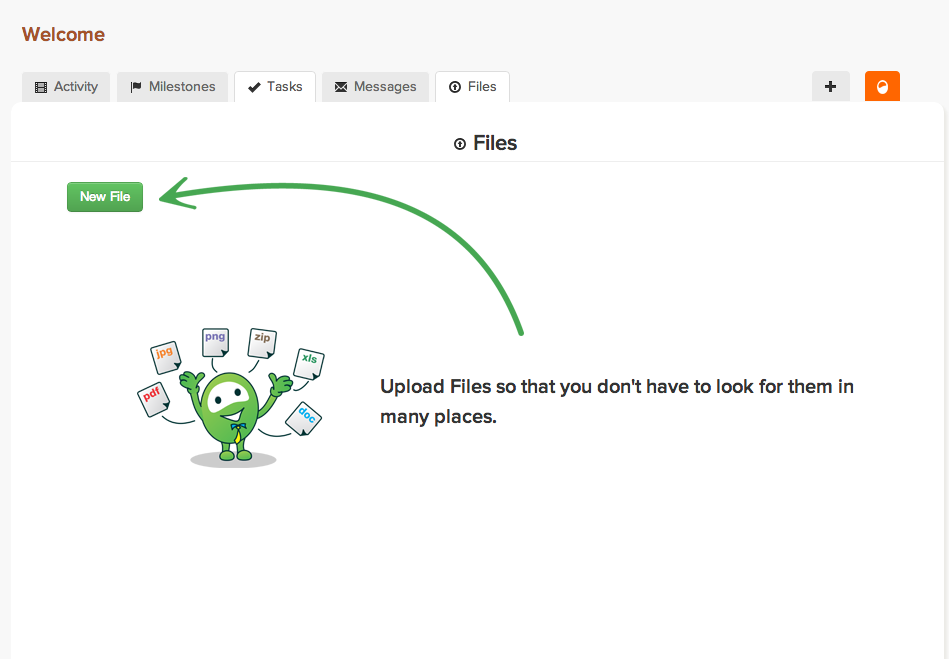 Welcome
Activity Milestones Tasks Messages Files
Files
New File
png zip
jpg xls
pdf doc
Upload Files so that you don't have to look for them in
many places.